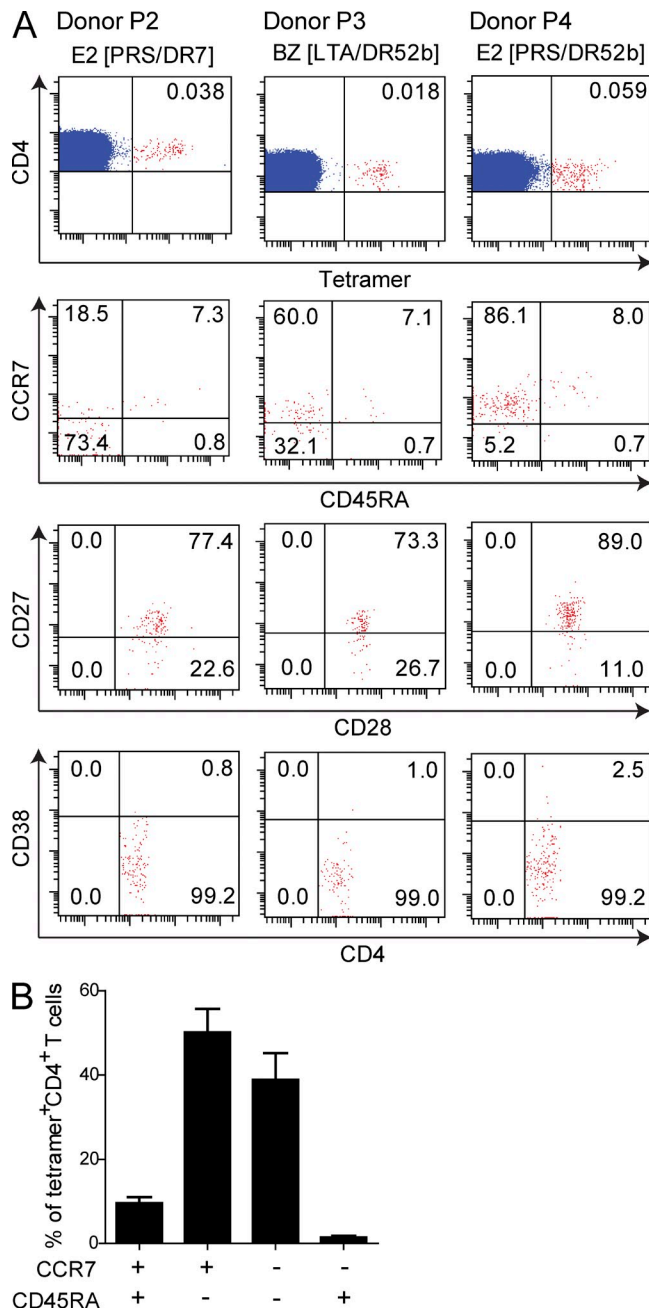 A
Donor P2 Donor P3 Donor P4
E2 [PRS/DR7] BZ [LTA/DR52b] E2 [PRS/DR52b]
CD4
0.038 0.018 0.059
Tetramer
CCR7
18.5 7.3 60.0 7.1 86.1 8.0
73.4 0.8 32.1 0.7 5.2 0.7
CD45RA
CD27
0.0 77.4 0.0 73.3 0.0 89.0
0.0 22.6 0.0 26.7 0.0 11.0
CD28
CD38
0.0 0.8 0.0 1.0 0.0 2.5
0.0 99.2 0.0 99.0 0.0 99.2
CD4
B
% of tetramer⁺CD4⁺ T cells
60
40
20
0
CCR7 + + - -
CD45RA + - - +